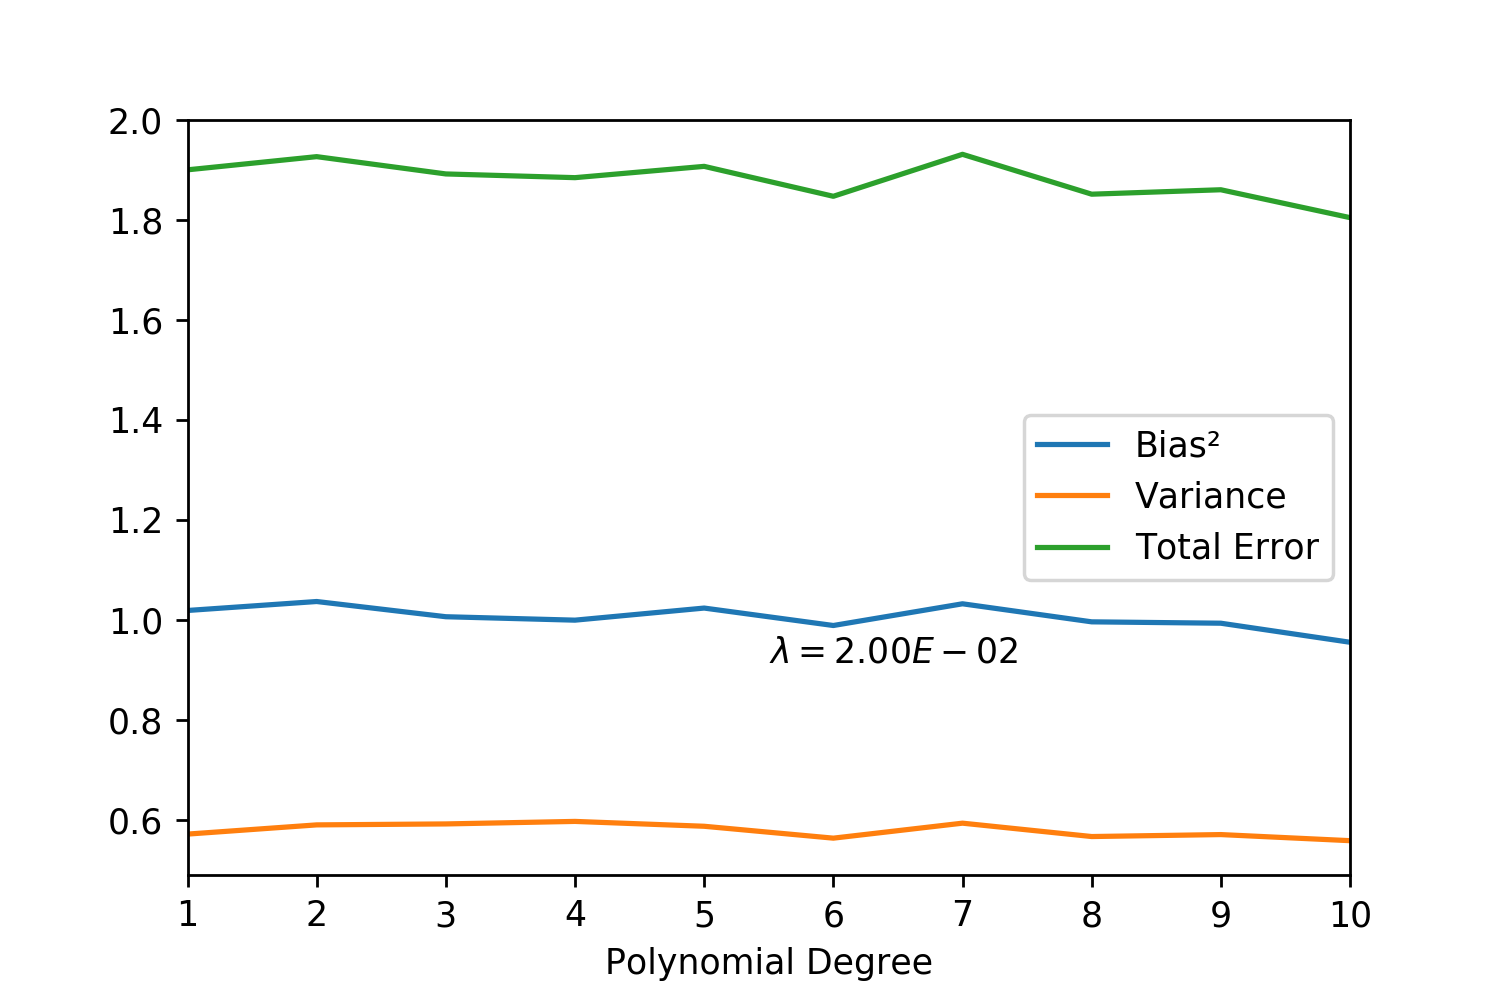 2.0
1.8
1.6
1.4
1.2
1.0
0.8
0.6
Bias²
Variance
Total Error
λ = 2.00E − 02
1 2 3 4 5 6 7 8 9 10
Polynomial Degree